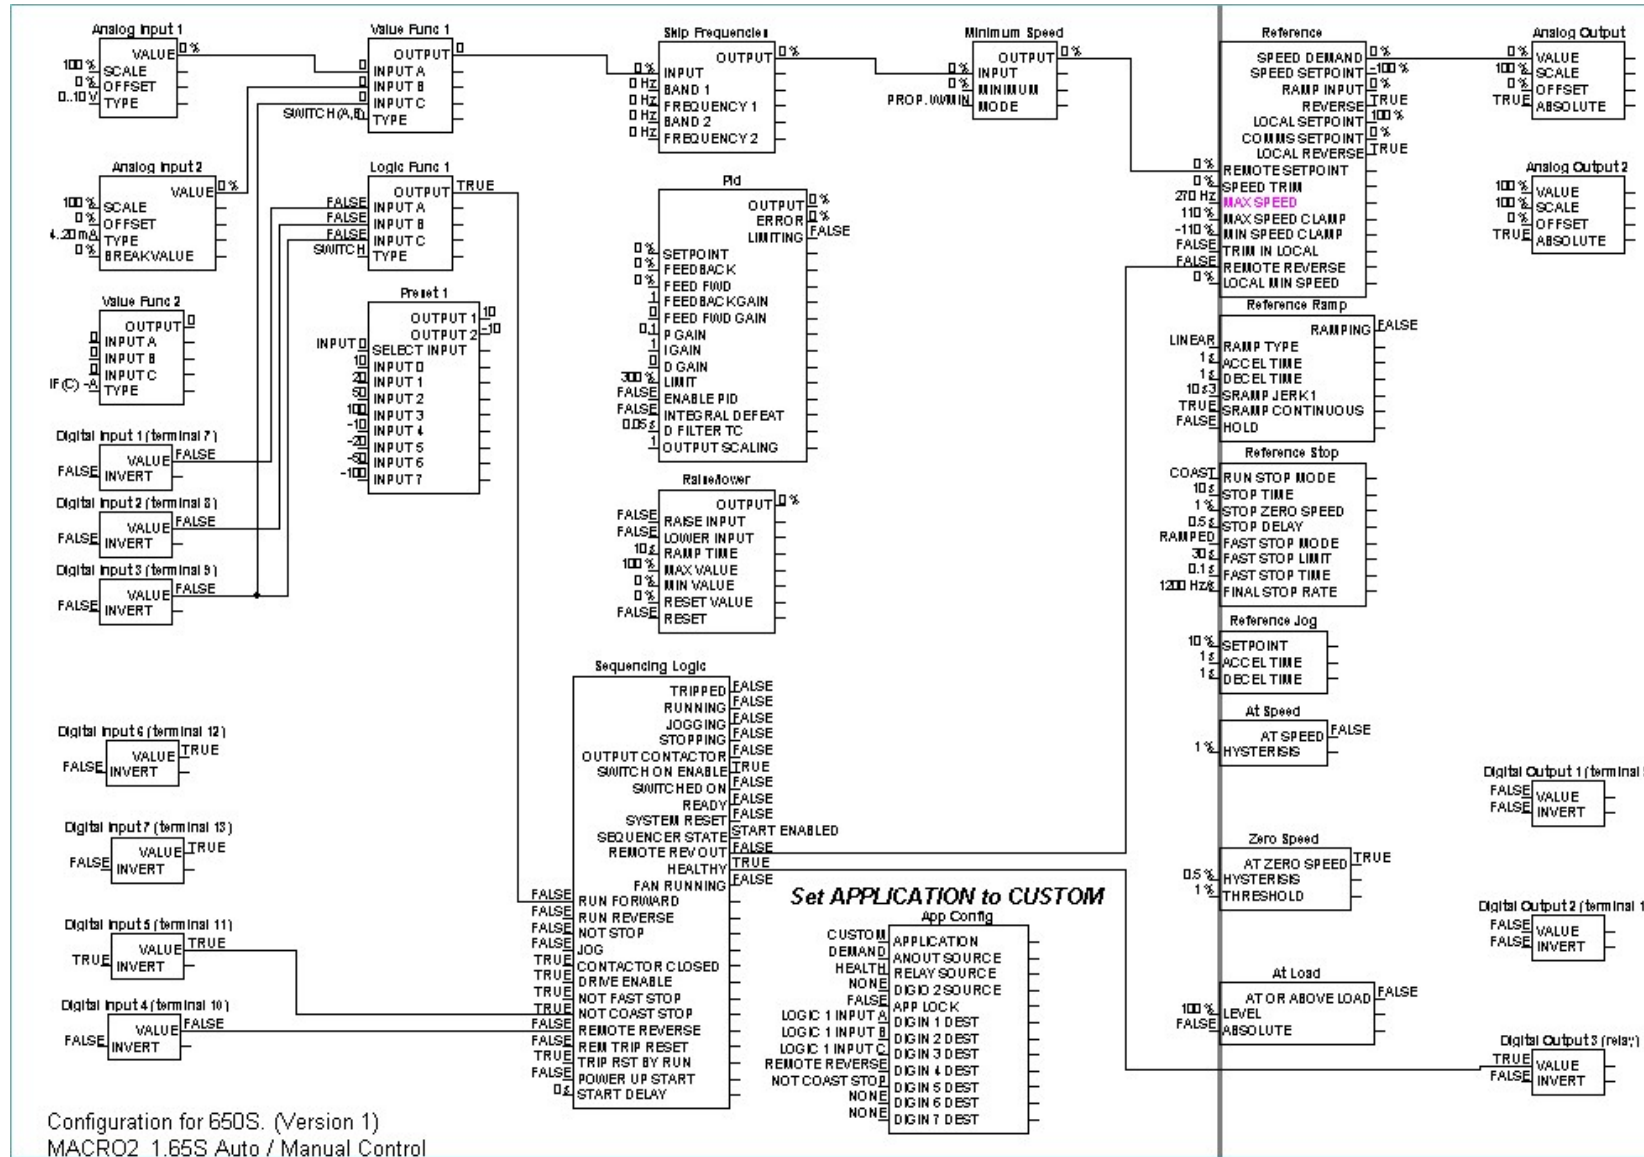 Analog Input 1
VALUE 0 %
100 % SCALE
0 % OFFSET
0..10 V TYPE
Value Func 1
OUTPUT 0
0 INPUT A
0 INPUT B
0 INPUT C
SWITCH(A,B) TYPE
Skip Frequencies
OUTPUT 0 %
0 % INPUT
0 Hz BAND 1
0 Hz FREQUENCY 1
0 Hz BAND 2
0 Hz FREQUENCY 2
Minimum Speed
OUTPUT 0 %
0 % INPUT
0 % MINIMUM
PROP. W/MIN MODE
Reference
SPEED DEMAND 0 %
SPEED SETPOINT -100 %
RAMP INPUT 0 %
REVERSE TRUE
LOCAL SETPOINT 100 %
COMMS SETPOINT 0 %
LOCAL REVERSE TRUE
0 % REMOTE SETPOINT
0 % SPEED TRIM
270 Hz MAX SPEED
110 % MAX SPEED CLAMP
-110 % MIN SPEED CLAMP
FALSE TRIM IN LOCAL
FALSE REMOTE REVERSE
0 % LOCAL MIN SPEED
Analog Output
0 % VALUE
100 % SCALE
0 % OFFSET
TRUE ABSOLUTE
Analog Input 2
VALUE 0 %
100 % SCALE
0 % OFFSET
4..20 mA TYPE
0 % BREAK VALUE
Logic Func 1
OUTPUT TRUE
FALSE INPUT A
FALSE INPUT B
FALSE INPUT C
SWITCH TYPE
Pid
OUTPUT 0 %
ERROR 0 %
LIMITING FALSE
0 % SETPOINT
0 % FEEDBACK
0 % FEED FWD
1 FEEDBACK GAIN
0 FEED FWD GAIN
0.1 P GAIN
1 I GAIN
0 D GAIN
300 % LIMIT
FALSE ENABLE PID
FALSE INTEGRAL DEFEAT
0.05 s D FILTER TC
1 OUTPUT SCALING
Analog Output 2
100 % VALUE
100 % SCALE
0 % OFFSET
TRUE ABSOLUTE
Value Func 2
OUTPUT 0
0 INPUT A
0 INPUT B
0 INPUT C
IF(C) -A TYPE
Preset 1
OUTPUT 1 10
OUTPUT 2 -10
INPUT 0 SELECT INPUT
10 INPUT 0
20 INPUT 1
50 INPUT 2
100 INPUT 3
-10 INPUT 4
-20 INPUT 5
-50 INPUT 6
-100 INPUT 7
Reference Ramp
RAMPING FALSE
LINEAR RAMP TYPE
1 s ACCEL TIME
1 s DECEL TIME
10 s3 SRAMP JERK 1
TRUE SRAMP CONTINUOUS
FALSE HOLD
Digital Input 1 (terminal 7)
VALUE FALSE
FALSE INVERT
Digital Input 2 (terminal 8)
VALUE FALSE
FALSE INVERT
Digital Input 3 (terminal 9)
VALUE FALSE
FALSE INVERT
Raise/lower
OUTPUT 0 %
FALSE RAISE INPUT
FALSE LOWER INPUT
10 s RAMP TIME
100 % MAX VALUE
0 % MIN VALUE
0 % RESET VALUE
FALSE RESET
Reference Stop
COAST RUN STOP MODE
10 s STOP TIME
1 % STOP ZERO SPEED
0.5 s STOP DELAY
RAMPED FAST STOP MODE
30 s FAST STOP LIMIT
0.1 s FAST STOP TIME
1200 Hz/s FINAL STOP RATE
Reference Jog
10 % SETPOINT
1 s ACCEL TIME
1 s DECEL TIME
At Speed
AT SPEED FALSE
1 % HYSTERISIS
Sequencing Logic
TRIPPED FALSE
RUNNING FALSE
JOGGING FALSE
STOPPING FALSE
OUTPUT CONTACTOR FALSE
SWITCH ON ENABLE TRUE
SWITCHED ON FALSE
READY FALSE
SYSTEM RESET FALSE
SEQUENCER STATE START ENABLED
REMOTE REV OUT FALSE
HEALTHY TRUE
FAN RUNNING FALSE
FALSE RUN FORWARD
FALSE RUN REVERSE
FALSE NOT STOP
FALSE JOG
TRUE CONTACTOR CLOSED
TRUE DRIVE ENABLE
TRUE NOT FAST STOP
TRUE NOT COAST STOP
FALSE REMOTE REVERSE
FALSE REM TRIP RESET
TRUE TRIP RST BY RUN
FALSE POWER UP START
0 s START DELAY
Digital Input 6 (terminal 12)
VALUE TRUE
FALSE INVERT
Digital Input 7 (terminal 13)
VALUE TRUE
FALSE INVERT
Digital Input 5 (terminal 11)
VALUE TRUE
TRUE INVERT
Digital Input 4 (terminal 10)
VALUE FALSE
FALSE INVERT
Digital Output 1 (terminal
FALSE VALUE
FALSE INVERT
Zero Speed
AT ZERO SPEED TRUE
0.5 % HYSTERISIS
1 % THRESHOLD
Set APPLICATION to CUSTOM
App Config
CUSTOM APPLICATION
DEMAND ANOUT SOURCE
HEALTH RELAY SOURCE
NONE DIGIO 2 SOURCE
FALSE APP LOCK
LOGIC 1 INPUT A DIGIN 1 DEST
LOGIC 1 INPUT B DIGIN 2 DEST
LOGIC 1 INPUT C DIGIN 3 DEST
REMOTE REVERSE DIGIN 4 DEST
NOT COAST STOP DIGIN 5 DEST
NONE DIGIN 6 DEST
NONE DIGIN 7 DEST
Digital Output 2 (terminal 1
FALSE VALUE
FALSE INVERT
At Load
AT OR ABOVE LOAD FALSE
100 % LEVEL
FALSE ABSOLUTE
Digital Output 3 (relay)
TRUE VALUE
FALSE INVERT
Configuration for 650S. (Version 1)
MACRO2_1.65S Auto / Manual Control